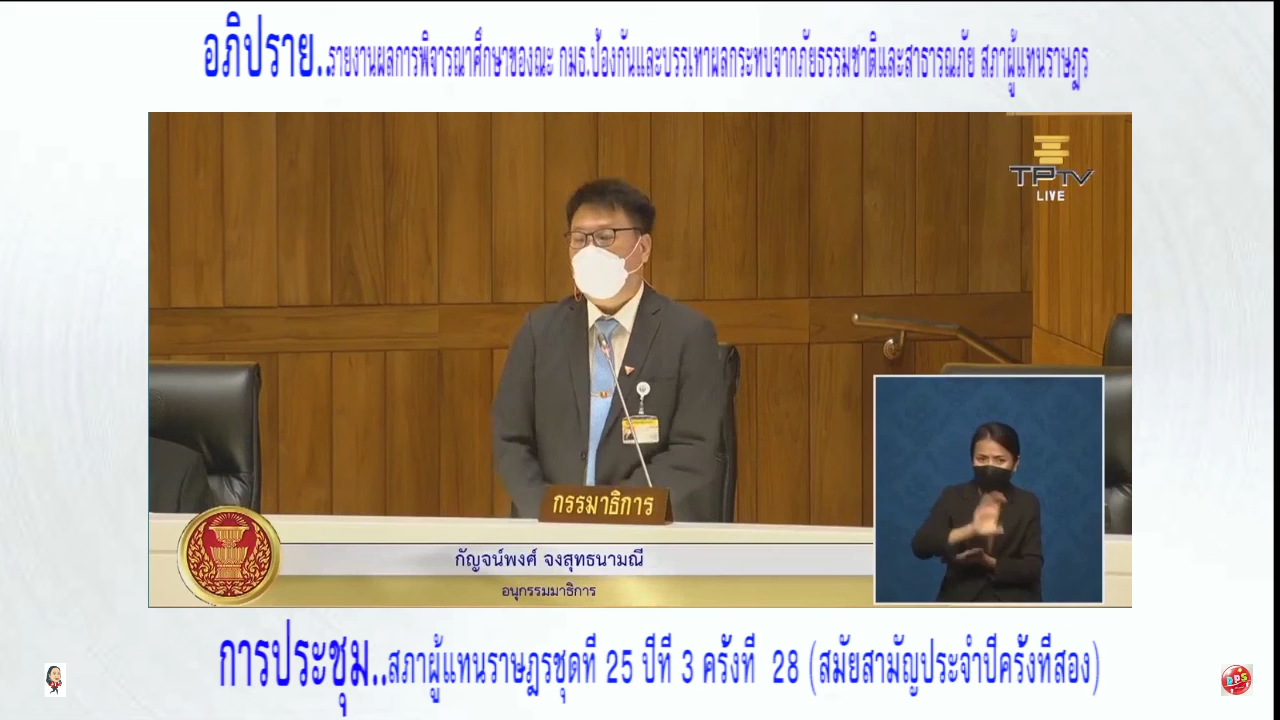 อภิปราย..รายงานผลการพิจารณาศึกษาของณะ กมธ.ป้องกันและบรรเทาผลกระทบจากภัยธรรมชาติและสาธารณภัย สภาผู้แทนราษฎร
TPTV
LIVE
กรรมาธิการ
กัญจน์พงศ์ จงสุทธนามณี
อนุกรรมมาธิการ
การประชุม..สภาผู้แทนราษฎรชุดที่ 25 ปีที่ 3 ครั้งที่ 28 (สมัยสามัญประจำปีครั้งที่สอง)
DPS